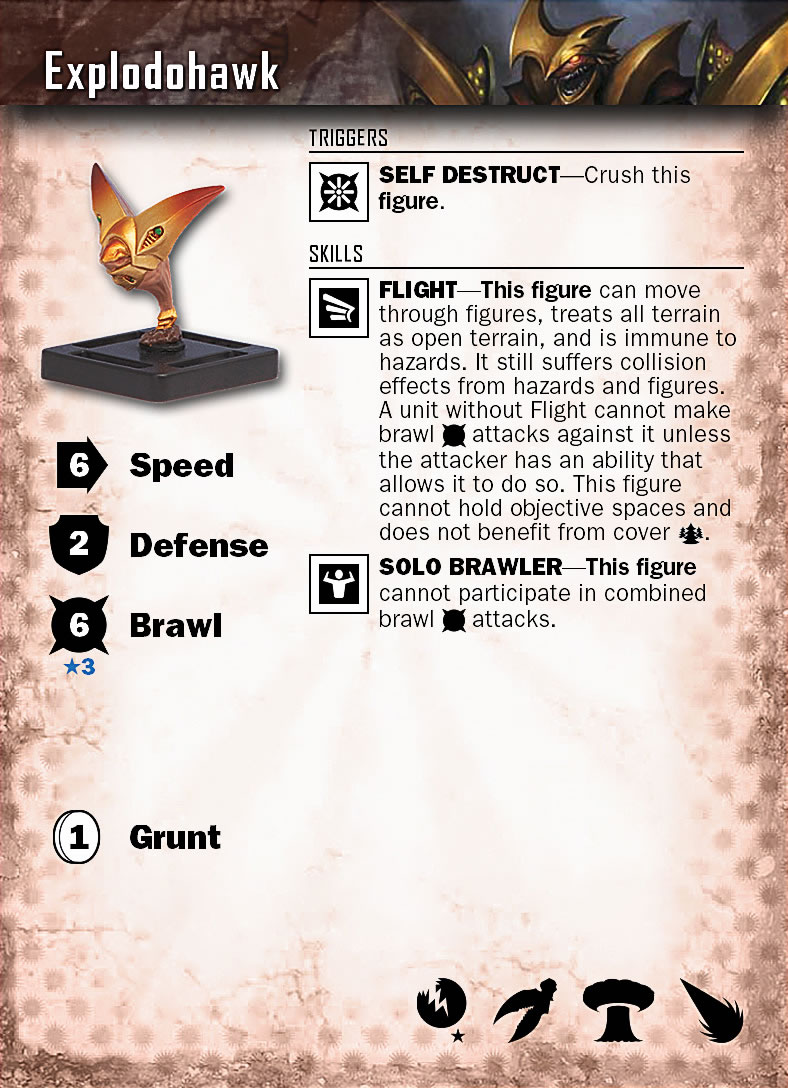 Explodohawk
TRIGGERS
SELF DESTRUCT—Crush this
figure.
SKILLS
FLIGHT—This figure can move
through figures, treats all terrain
as open terrain, and is immune to
hazards. It still suffers collision
effects from hazards and figures.
A unit without Flight cannot make
brawl attacks against it unless
the attacker has an ability that
allows it to do so. This figure
cannot hold objective spaces and
does not benefit from cover .
SOLO BRAWLER—This figure
cannot participate in combined
brawl attacks.
6 Speed
2 Defense
6 Brawl
★3
1 Grunt